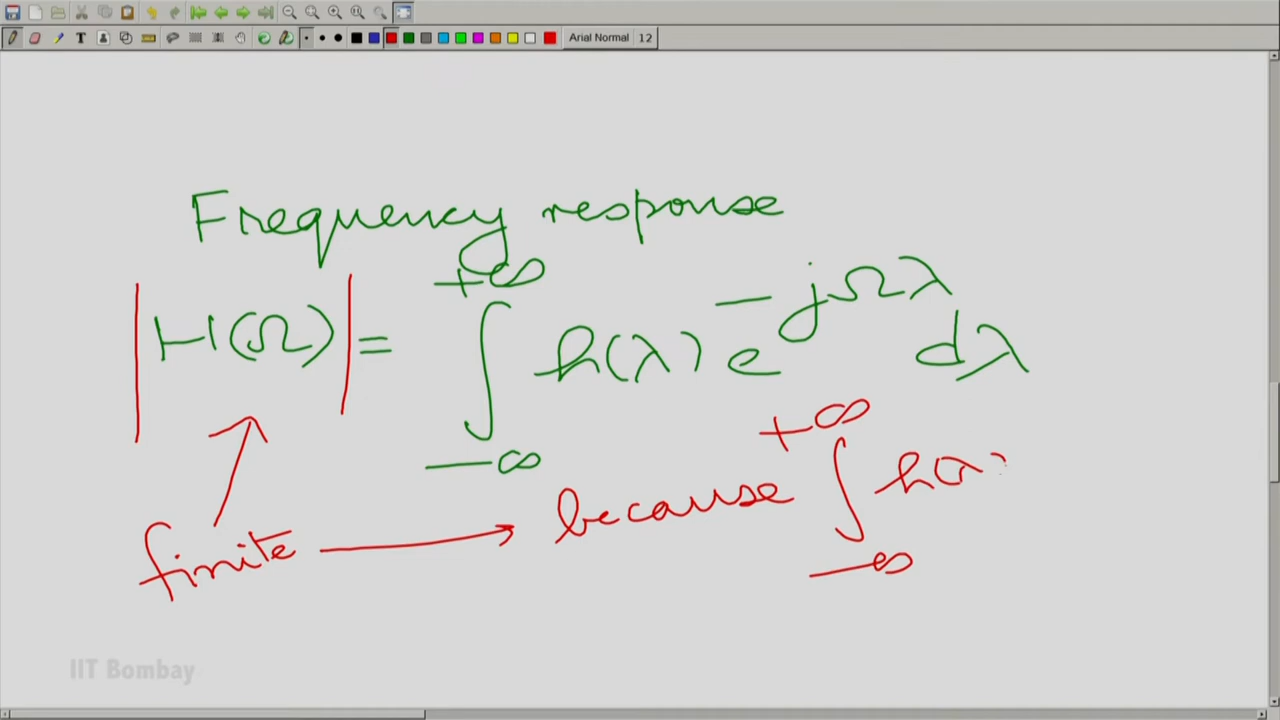 Arial Normal 12
Frequency response
|H(Ω)| = ∫_{-∞}^{+∞} h(λ) e^{-jΩλ} dλ
finite → because ∫_{-∞}^{+∞} h(λ)
IIT Bombay